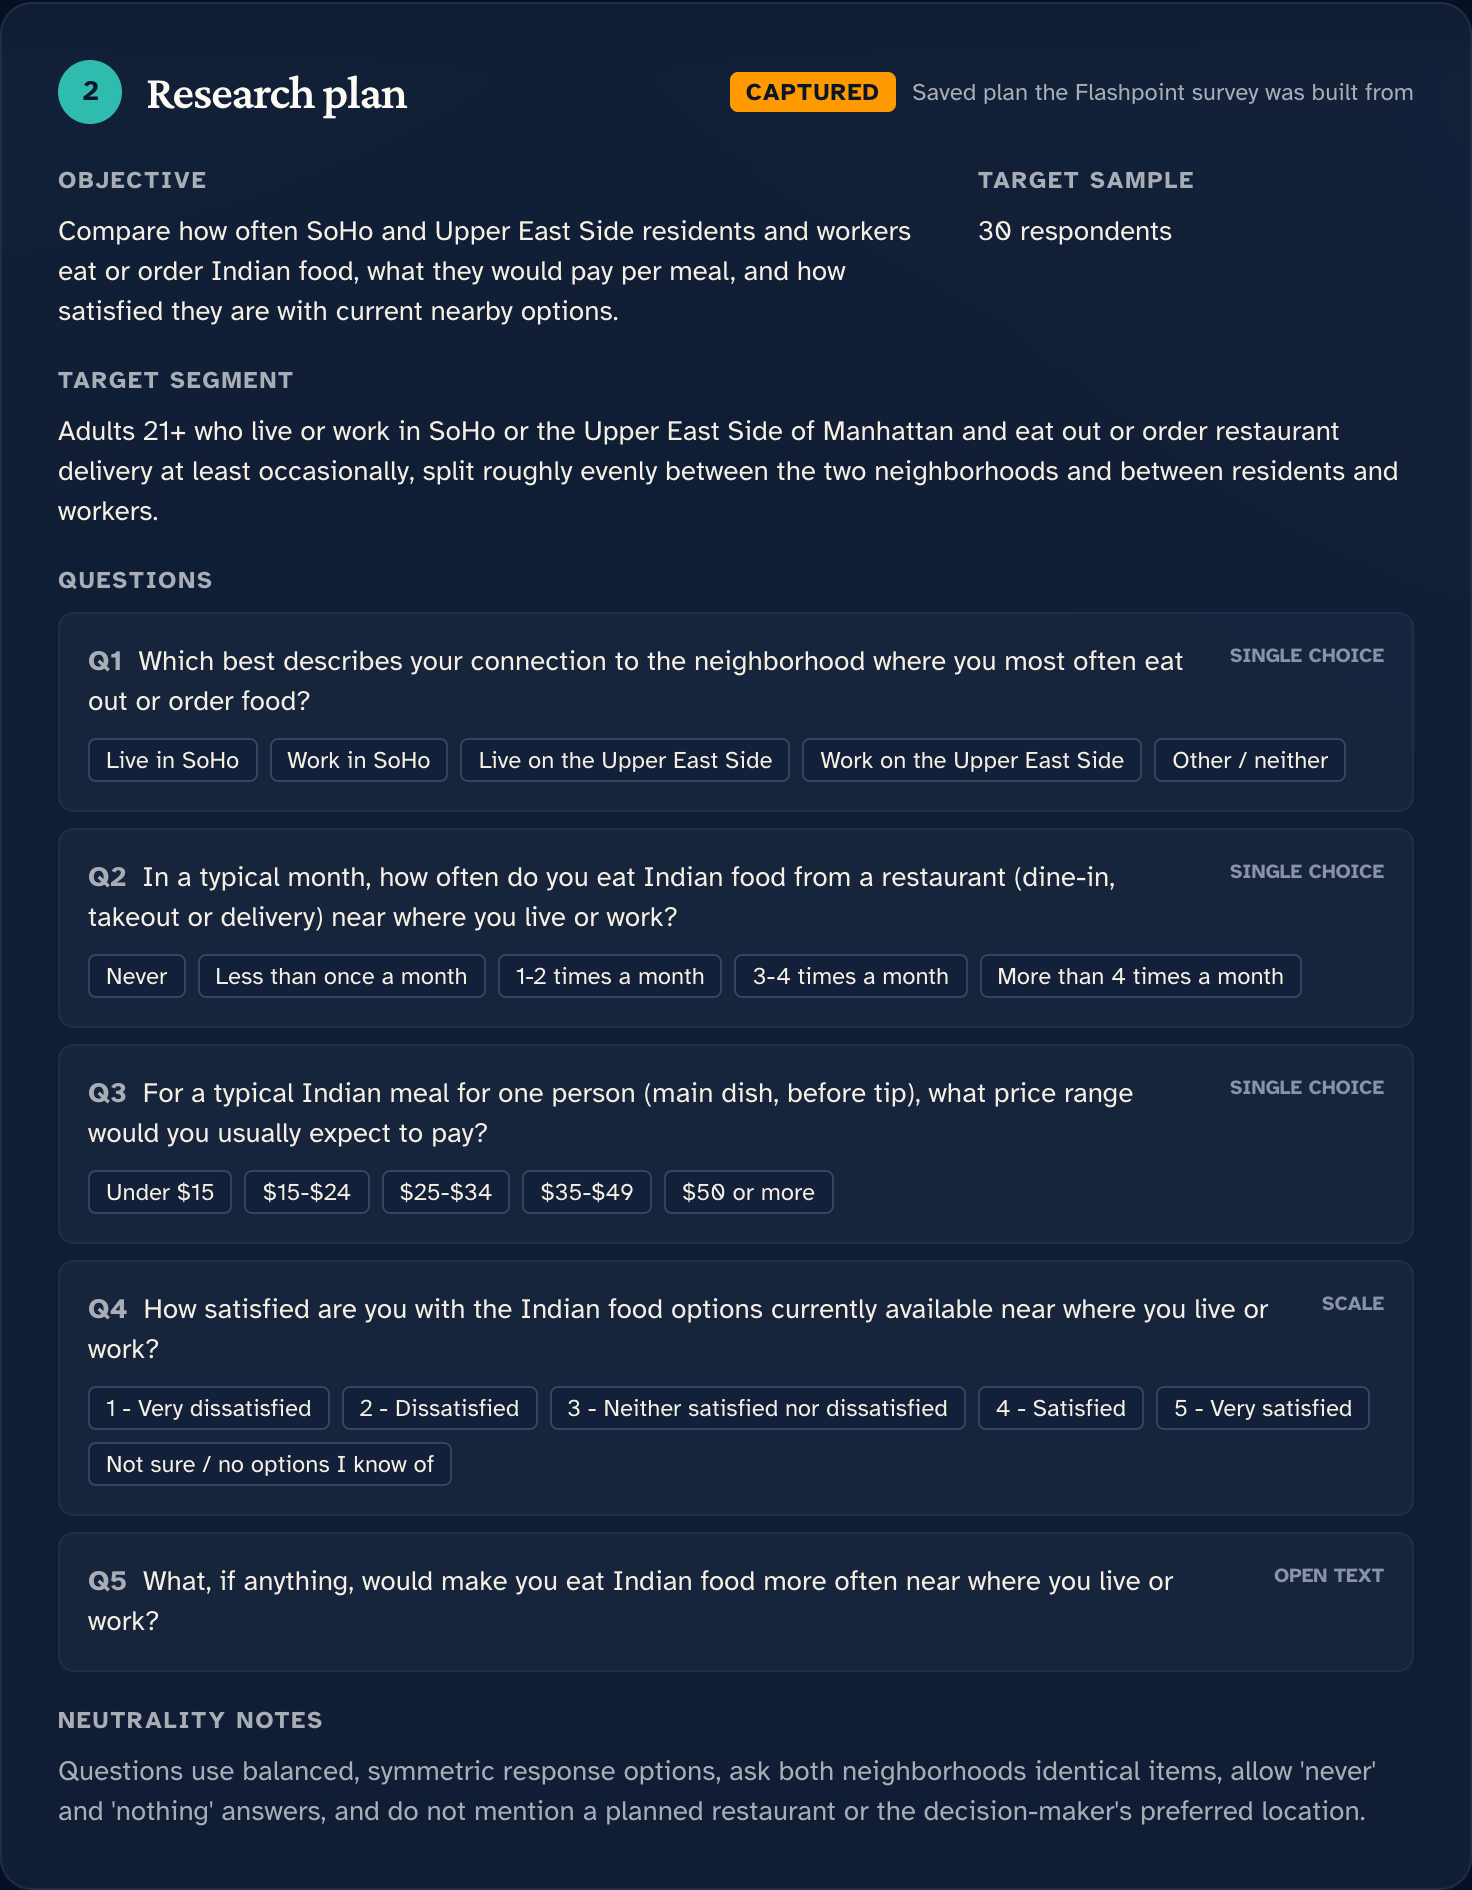 2
Research plan
CAPTURED
Saved plan the Flashpoint survey was built from
OBJECTIVE
Compare how often SoHo and Upper East Side residents and workers
eat or order Indian food, what they would pay per meal, and how
satisfied they are with current nearby options.
TARGET SAMPLE
30 respondents
TARGET SEGMENT
Adults 21+ who live or work in SoHo or the Upper East Side of Manhattan and eat out or order restaurant
delivery at least occasionally, split roughly evenly between the two neighborhoods and between residents and
workers.
QUESTIONS
Q1 Which best describes your connection to the neighborhood where you most often eat
out or order food?
SINGLE CHOICE
Live in SoHo
Work in SoHo
Live on the Upper East Side
Work on the Upper East Side
Other / neither
Q2 In a typical month, how often do you eat Indian food from a restaurant (dine-in,
takeout or delivery) near where you live or work?
SINGLE CHOICE
Never
Less than once a month
1-2 times a month
3-4 times a month
More than 4 times a month
Q3 For a typical Indian meal for one person (main dish, before tip), what price range
would you usually expect to pay?
SINGLE CHOICE
Under $15
$15-$24
$25-$34
$35-$49
$50 or more
Q4 How satisfied are you with the Indian food options currently available near where you live or
work?
SCALE
1 - Very dissatisfied
2 - Dissatisfied
3 - Neither satisfied nor dissatisfied
4 - Satisfied
5 - Very satisfied
Not sure / no options I know of
Q5 What, if anything, would make you eat Indian food more often near where you live or
work?
OPEN TEXT
NEUTRALITY NOTES
Questions use balanced, symmetric response options, ask both neighborhoods identical items, allow 'never'
and 'nothing' answers, and do not mention a planned restaurant or the decision-maker's preferred location.